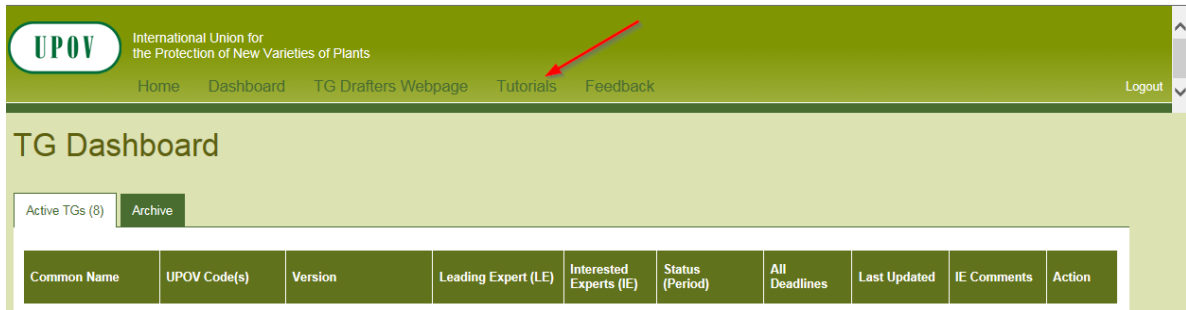 UPOV
International Union for
the Protection of New Varieties of Plants
Home Dashboard TG Drafters Webpage Tutorials Feedback
Logout
TG Dashboard
Active TGs (8) Archive
Common Name UPOV Code(s) Version Leading Expert (LE) Interested Experts (IE) Status (Period) All Deadlines Last Updated IE Comments Action